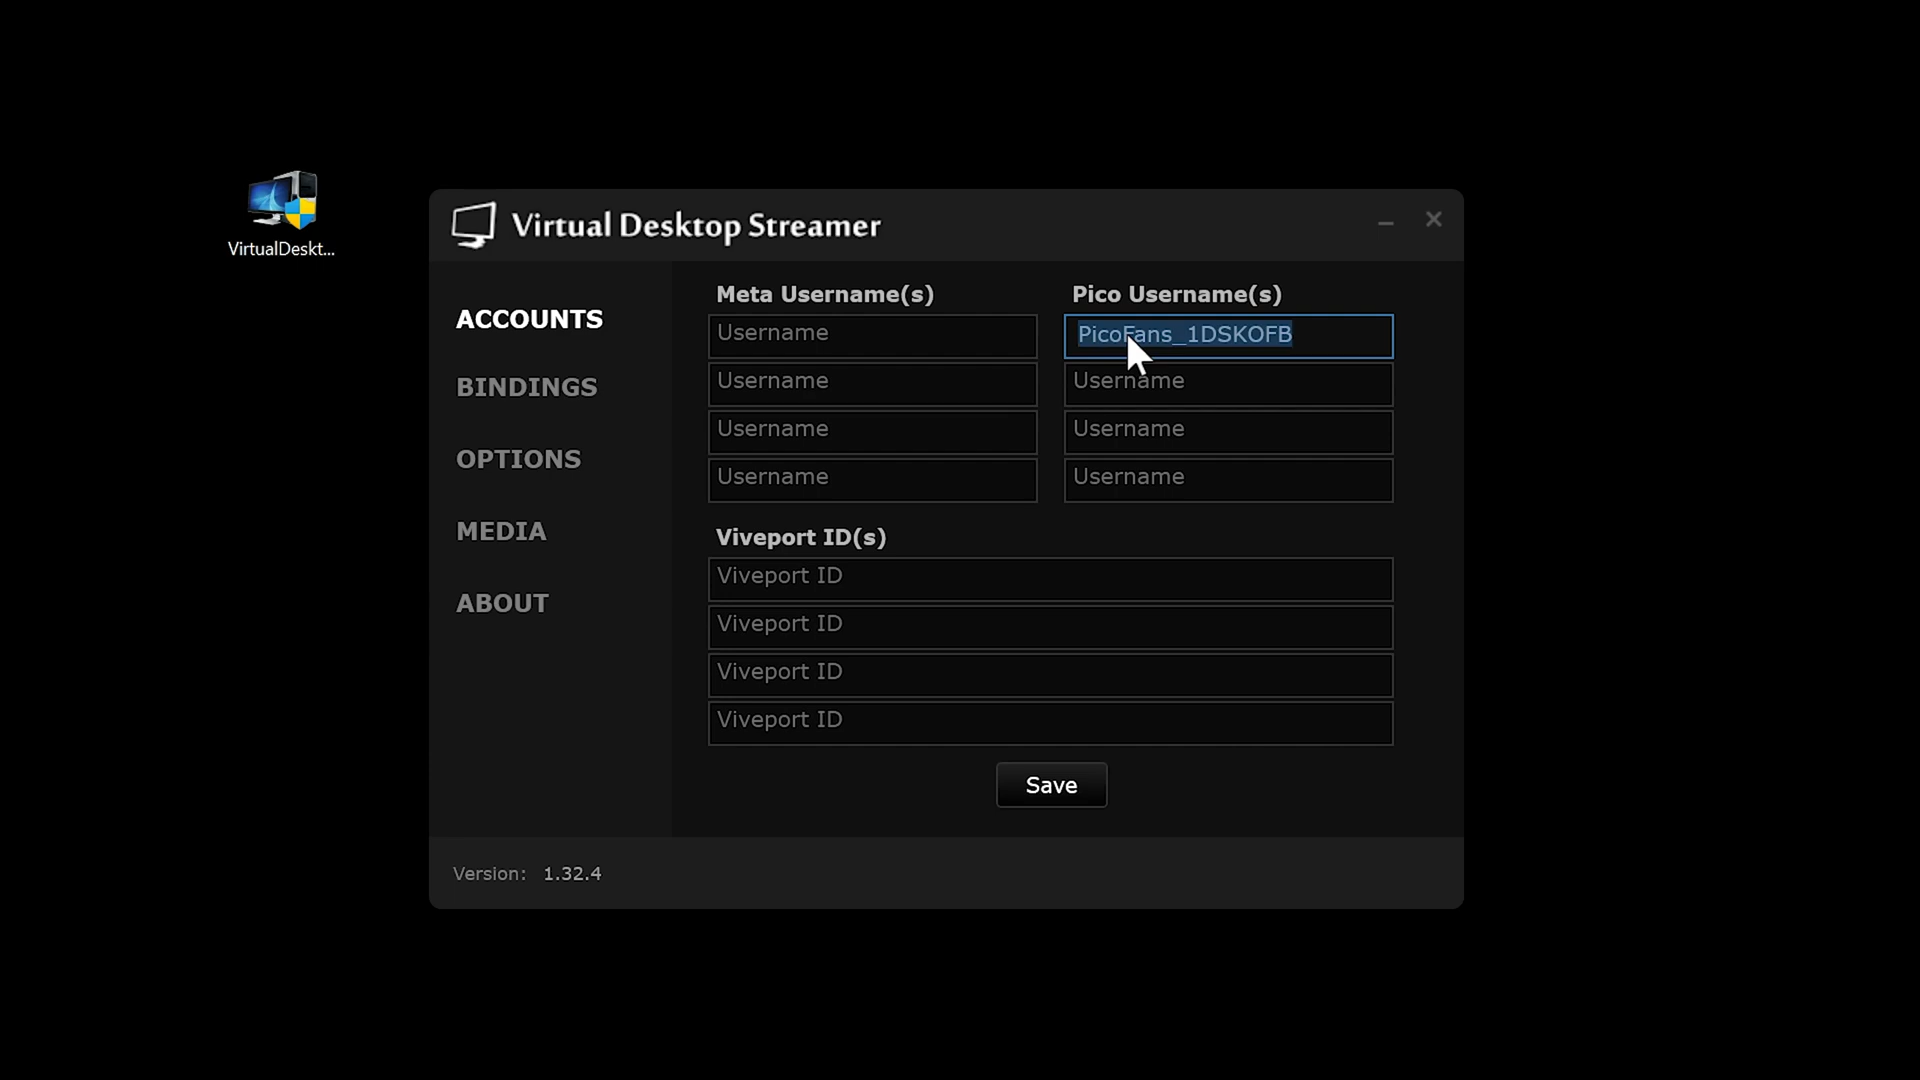 VirtualDeskt...
Virtual Desktop Streamer
ACCOUNTS
BINDINGS
OPTIONS
MEDIA
ABOUT
Meta Username(s)
Username
Username
Username
Username
Pico Username(s)
PicoFans_1DSKOFB
Username
Username
Username
Viveport ID(s)
Viveport ID
Viveport ID
Viveport ID
Viveport ID
Save
Version: 1.32.4